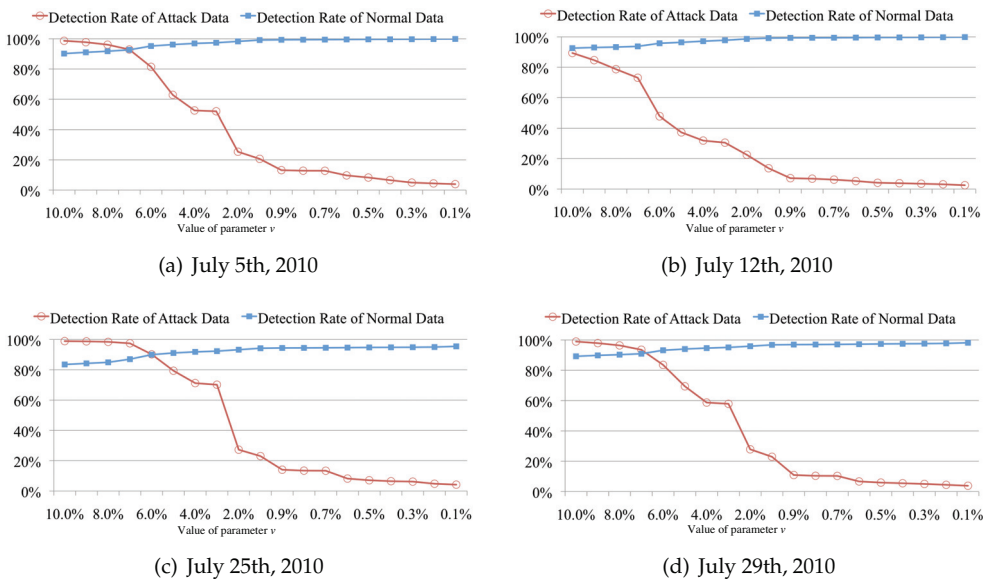 Detection Rate of Attack Data Detection Rate of Normal Data
100%
80%
60%
40%
20%
0%
10.0% 8.0% 6.0% 4.0% 2.0% 0.9% 0.7% 0.5% 0.3% 0.1%
Value of parameter v
(a) July 5th, 2010
Detection Rate of Attack Data Detection Rate of Normal Data
100%
80%
60%
40%
20%
0%
10.0% 8.0% 6.0% 4.0% 2.0% 0.9% 0.7% 0.5% 0.3% 0.1%
Value of parameter v
(b) July 12th, 2010
Detection Rate of Attack Data Detection Rate of Normal Data
100%
80%
60%
40%
20%
0%
10.0% 8.0% 6.0% 4.0% 2.0% 0.9% 0.7% 0.5% 0.3% 0.1%
Value of parameter v
(c) July 25th, 2010
Detection Rate of Attack Data Detection Rate of Normal Data
100%
80%
60%
40%
20%
0%
10.0% 8.0% 6.0% 4.0% 2.0% 0.9% 0.7% 0.5% 0.3% 0.1%
Value of parameter v
(d) July 29th, 2010